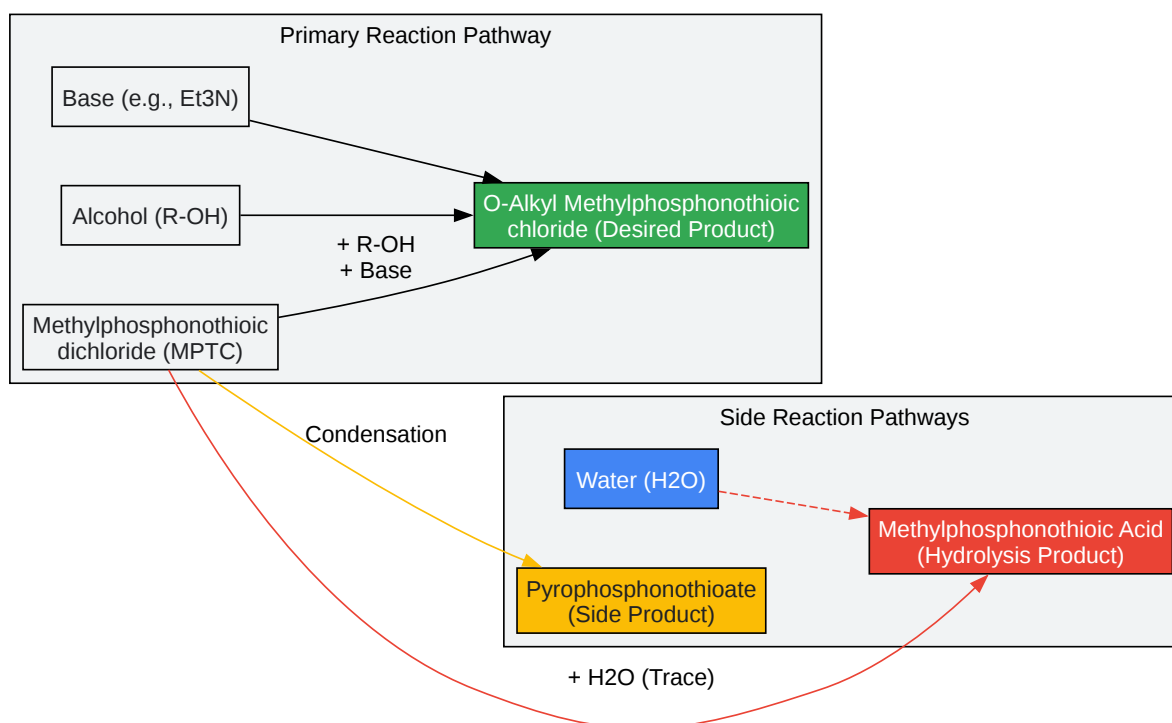 Primary Reaction Pathway
Base (e.g., Et3N)
Alcohol (R-OH)
O-Alkyl Methylphosphonothioic
chloride (Desired Product)
+ R-OH
+ Base
Methylphosphonothioic
dichloride (MPTC)
Condensation
Side Reaction Pathways
Water (H2O)
Methylphosphonothioic Acid
(Hydrolysis Product)
Pyrophosphonothioate
(Side Product)
+ H2O (Trace)